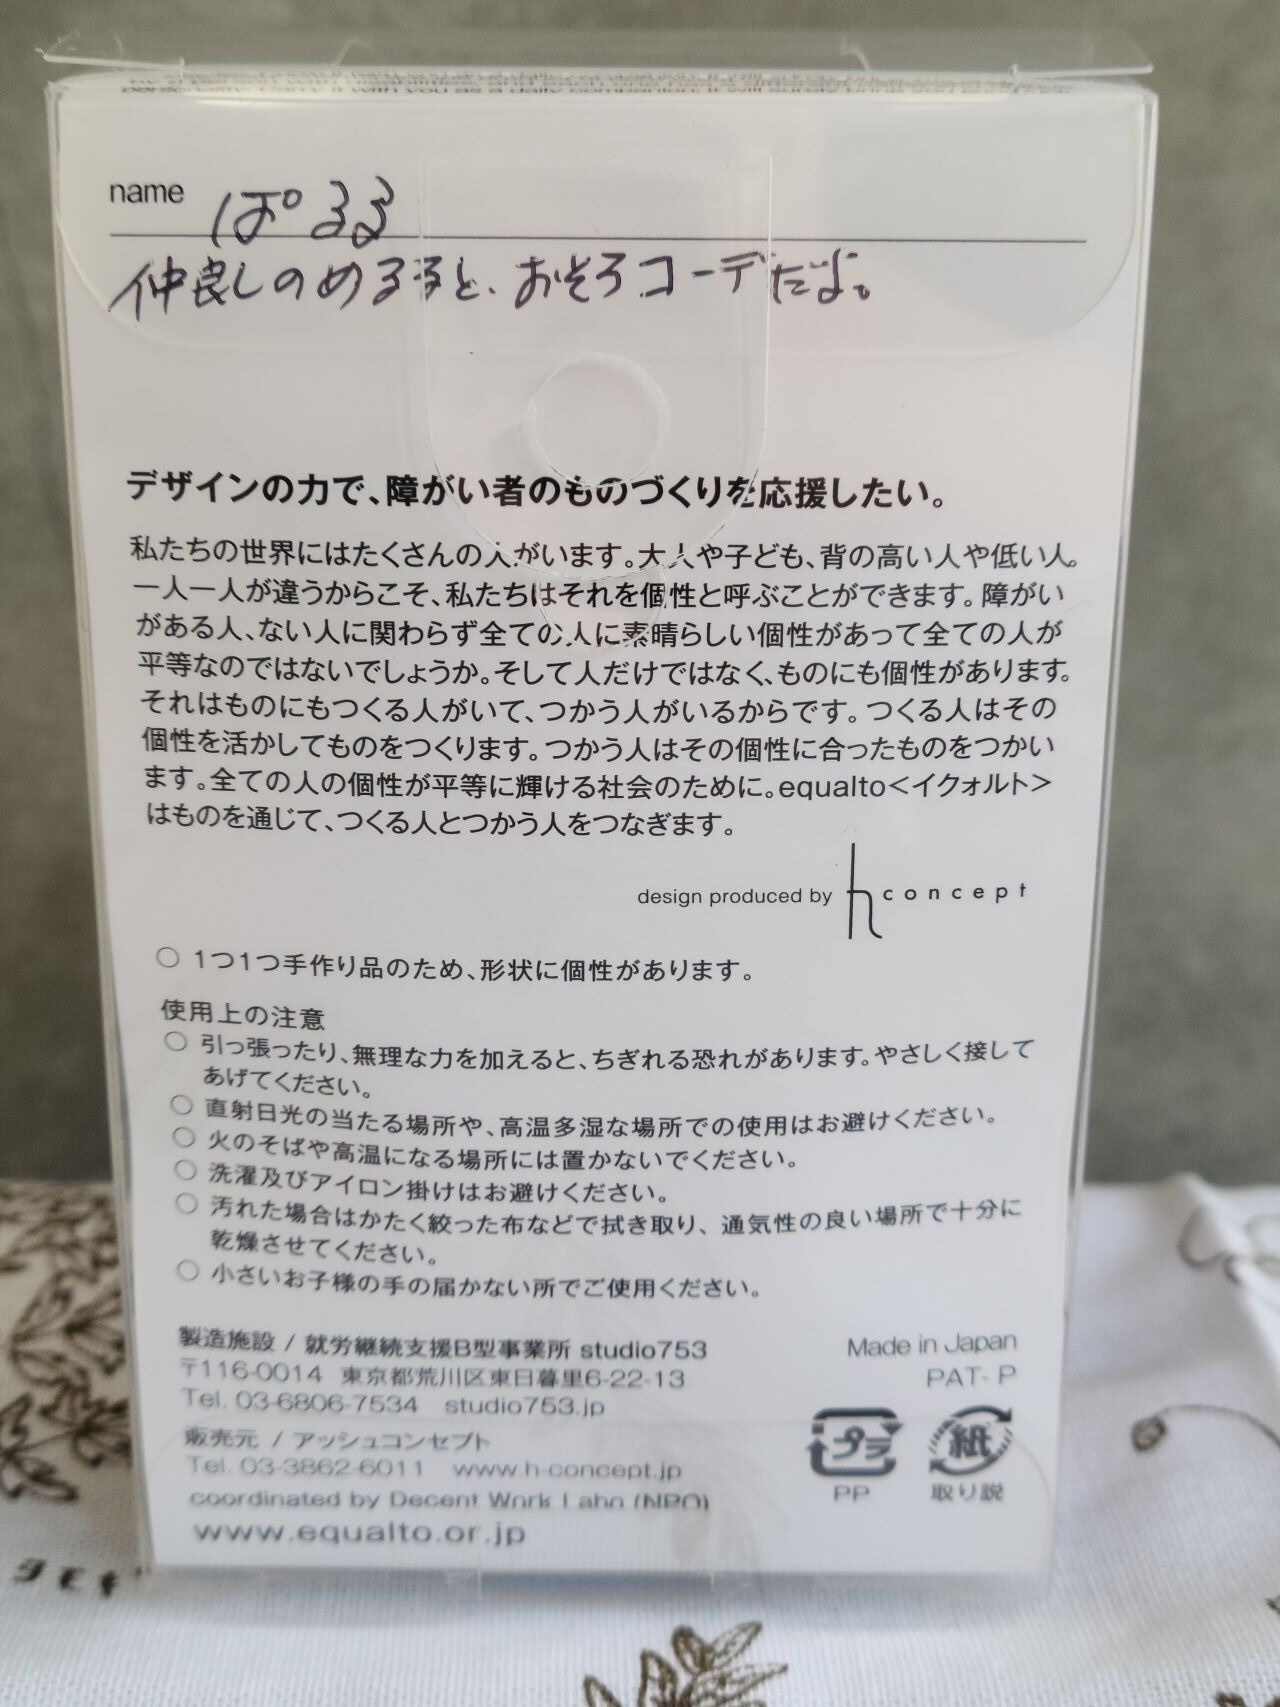 name ぽるる
仲良しのめるると、おそろコーデだよ。
デザインの力で、障がい者のものづくりを応援したい。
私たちの世界にはたくさんの人がいます。大人や子ども、背の高い人や低い人。
一人一人が違うからこそ、私たちはそれを個性と呼ぶことができます。障がい
がある人、ない人に関わらず全ての人に素晴らしい個性があって全ての人が
平等なのではないでしょうか。そして人だけではなく、ものにも個性があります。
それはものにもつくる人がいて、つかう人がいるからです。つくる人はその
個性を活かしてものをつくります。つかう人はその個性に合ったものをつかい
ます。全ての人の個性が平等に輝ける社会のために。equalto<イクォルト>
はものを通じて、つくる人とつかう人をつなぎます。
design produced by h concept
○ 1つ1つ手作り品のため、形状に個性があります。
使用上の注意
○ 引っ張ったり、無理な力を加えると、ちぎれる恐れがあります。やさしく接して
あげてください。
○ 直射日光の当たる場所や、高温多湿な場所での使用はお避けください。
○ 火のそばや高温になる場所には置かないでください。
○ 洗濯及びアイロン掛けはお避けください。
○ 汚れた場合はかたく絞った布などで拭き取り、通気性の良い場所で十分に
乾燥させてください。
○ 小さいお子様の手の届かない所でご使用ください。
製造施設 / 就労継続支援B型事業所 studio753
〒116-0014 東京都荒川区東日暮里6-22-13
Tel. 03-6806-7534 studio753.jp
販売元 / アッシュコンセプト
Tel. 03-3862-6011 www.h-concept.jp
coordinated by Decent Work Labo (NPO)
www.equalto.or.jp
Made in Japan
PAT- P
プラ 紙
PP 取り説